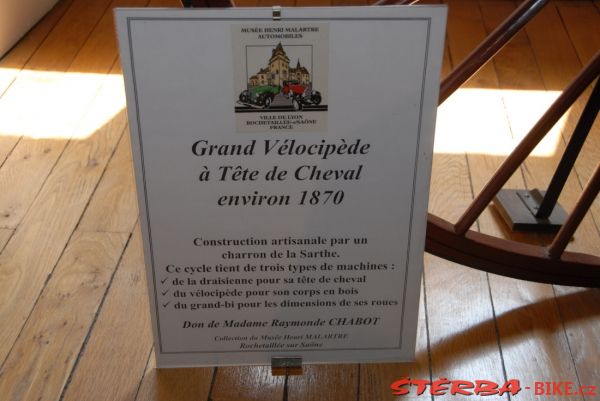 MUSÉE HENRI MALARTRE
AUTOMOBILES
VILLE DE LYON
ROCHETAILLÉE-s/SAÔNE
FRANCE
Grand Vélocipède
à Tête de Cheval
environ 1870
Construction artisanale par un
charron de la Sarthe.
Ce cycle tient de trois types de machines :
✓ de la draisienne pour sa tête de cheval
✓ du vélocipède pour son corps en bois
✓ du grand-bi pour les dimensions de ses roues
Don de Madame Raymonde CHABOT
Collection du Musée Henri MALARTRE
Rochetaillée sur Saône
STERBA-BIKE.cz